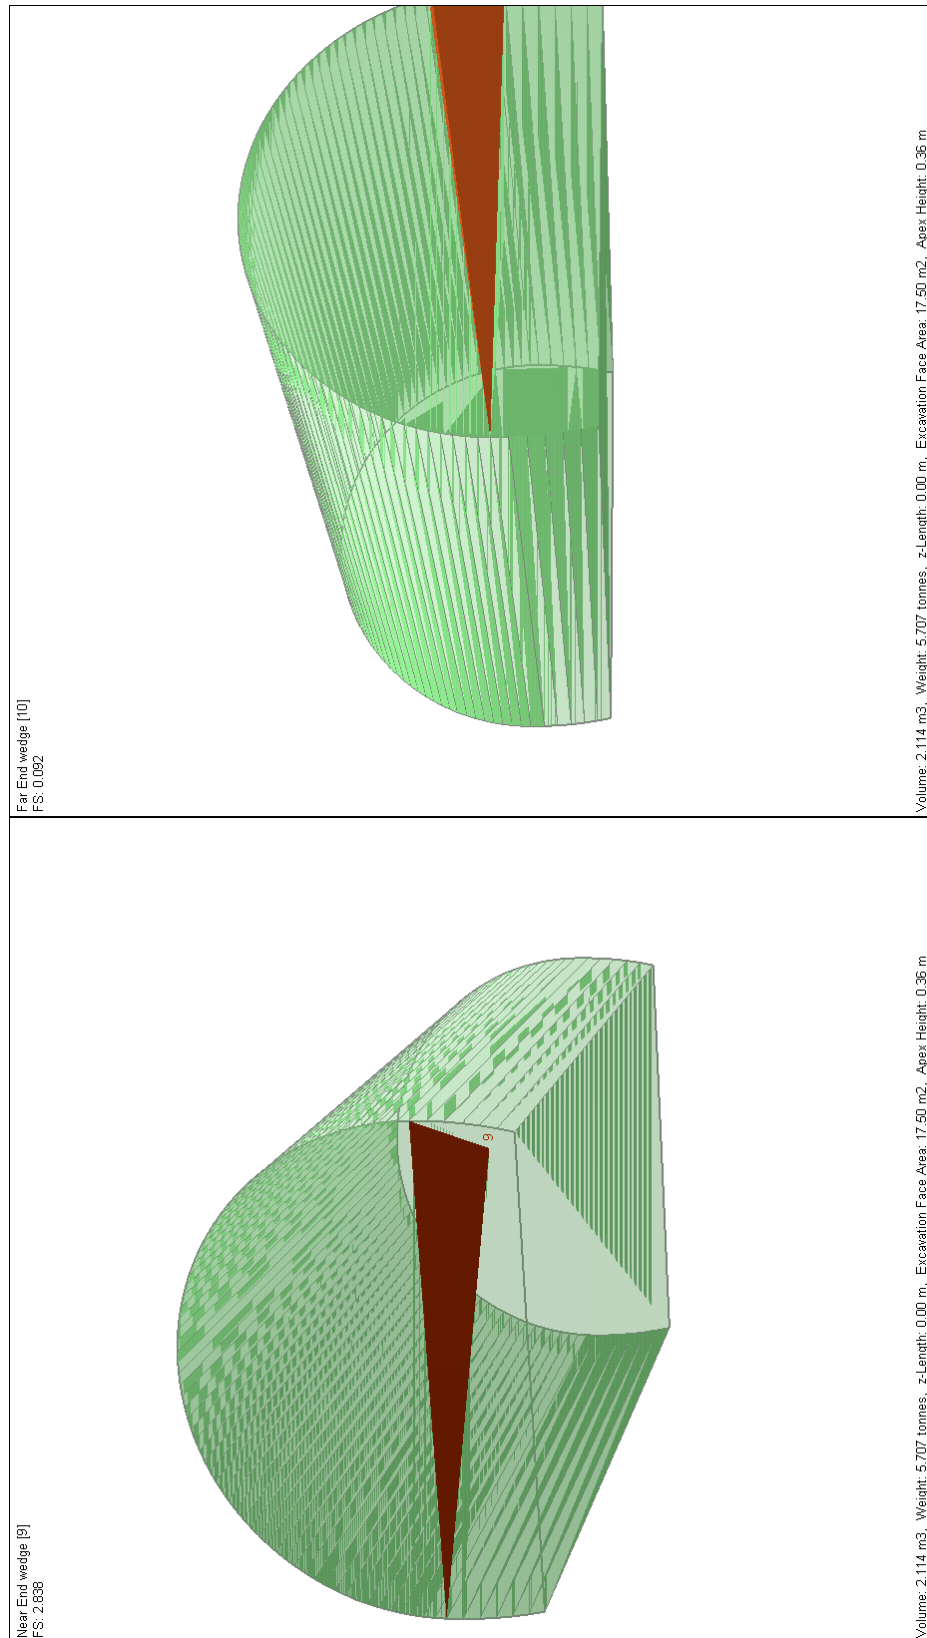 Far End wedge [10]
FS: 0.092
Volume: 2.114 m3, Weight: 5.707 tonnes, z-Length: 0.00 m, Excavation Face Area: 17.50 m2, Apex Height: 0.36 m
Near End wedge [9]
FS: 2.838
9
Volume: 2.114 m3, Weight: 5.707 tonnes, z-Length: 0.00 m, Excavation Face Area: 17.50 m2, Apex Height: 0.36 m